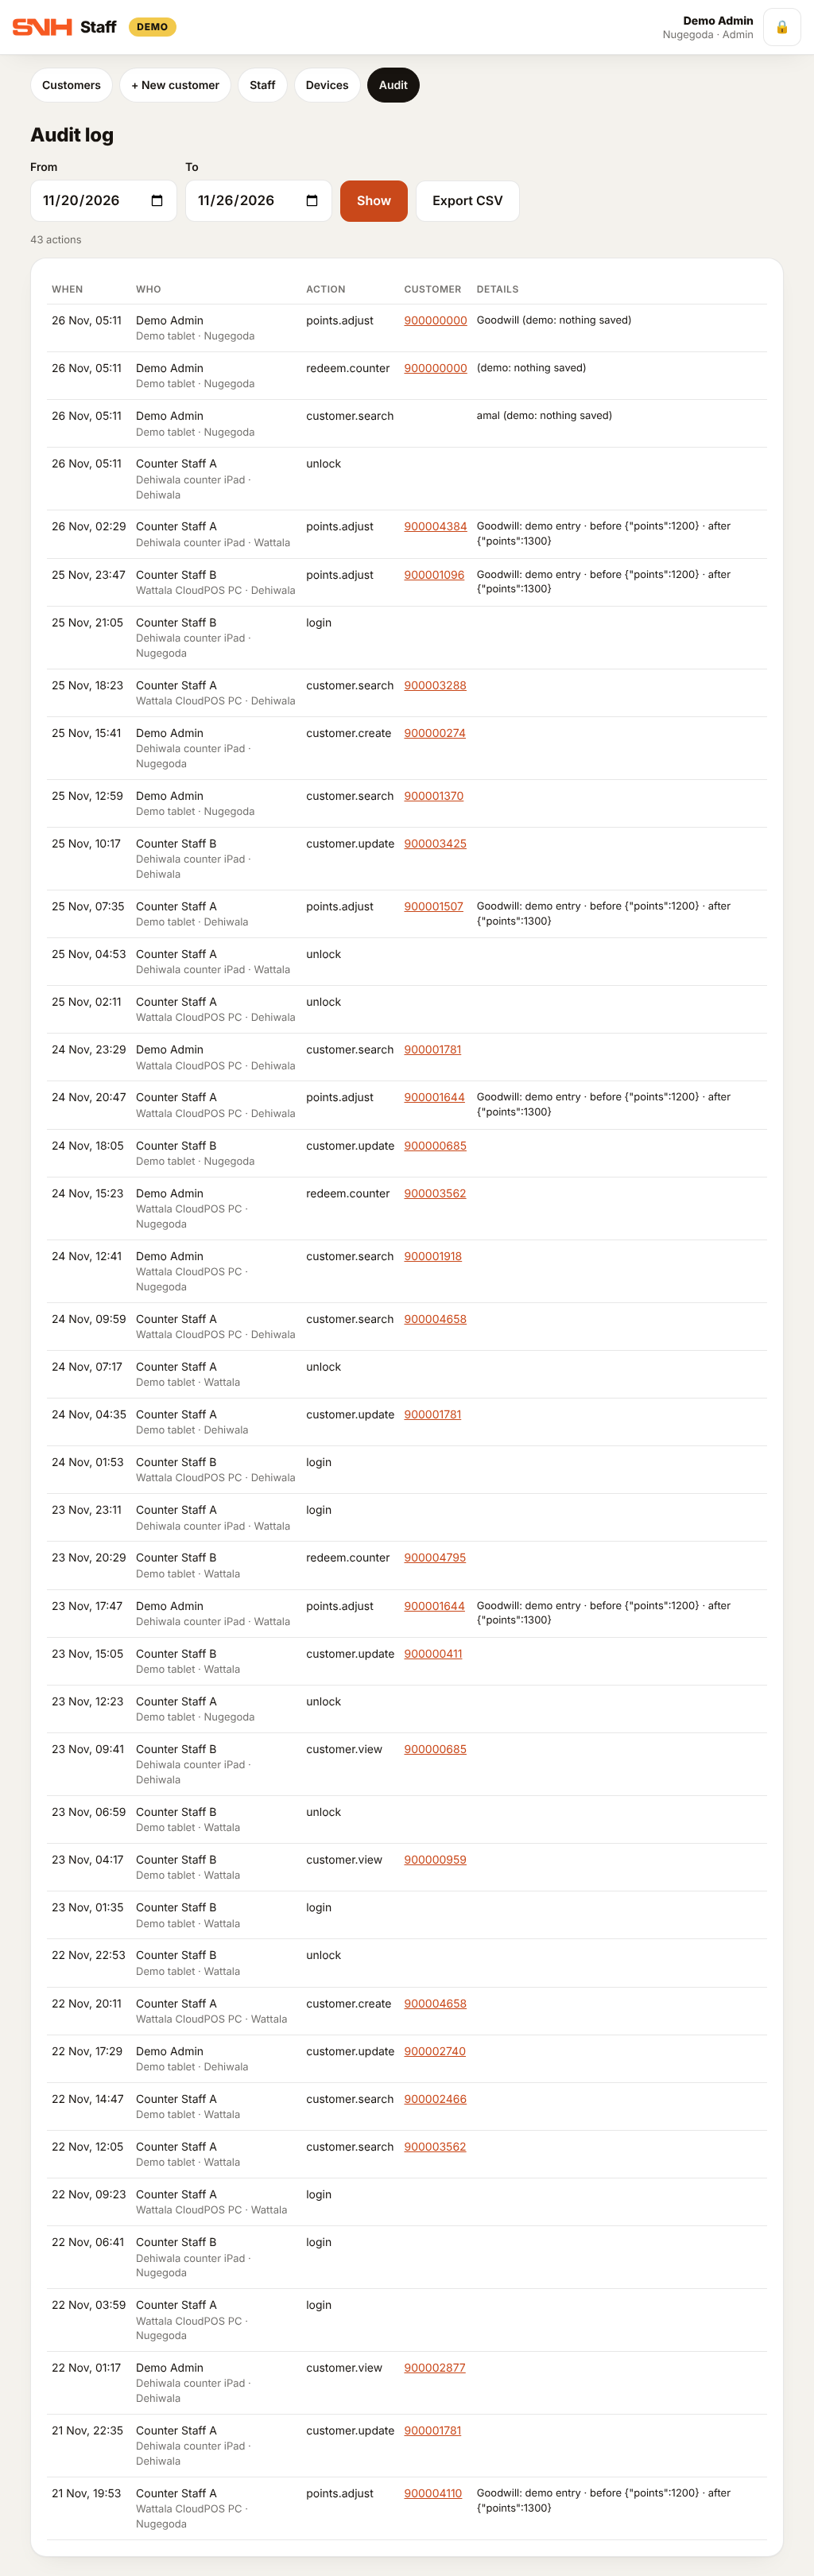 SNH Staff DEMO
Demo Admin
Nugegoda · Admin
Customers + New customer Staff Devices Audit
Audit log
From To
11/20/2026 11/26/2026 Show Export CSV
43 actions
WHEN WHO ACTION CUSTOMER DETAILS
26 Nov, 05:11 Demo Admin points.adjust 900000000 Goodwill (demo: nothing saved)
Demo tablet · Nugegoda
26 Nov, 05:11 Demo Admin redeem.counter 900000000 (demo: nothing saved)
Demo tablet · Nugegoda
26 Nov, 05:11 Demo Admin customer.search amal (demo: nothing saved)
Demo tablet · Nugegoda
26 Nov, 05:11 Counter Staff A unlock
Dehiwala counter iPad ·
Dehiwala
26 Nov, 02:29 Counter Staff A points.adjust 900004384 Goodwill: demo entry · before {"points":1200} · after
Dehiwala counter iPad · Wattala {"points":1300}
25 Nov, 23:47 Counter Staff B points.adjust 900001096 Goodwill: demo entry · before {"points":1200} · after
Wattala CloudPOS PC · Dehiwala {"points":1300}
25 Nov, 21:05 Counter Staff B login
Dehiwala counter iPad ·
Nugegoda
25 Nov, 18:23 Counter Staff A customer.search 900003288
Wattala CloudPOS PC · Dehiwala
25 Nov, 15:41 Demo Admin customer.create 900000274
Dehiwala counter iPad ·
Nugegoda
25 Nov, 12:59 Demo Admin customer.search 900001370
Demo tablet · Nugegoda
25 Nov, 10:17 Counter Staff B customer.update 900003425
Dehiwala counter iPad ·
Dehiwala
25 Nov, 07:35 Counter Staff A points.adjust 900001507 Goodwill: demo entry · before {"points":1200} · after
Demo tablet · Dehiwala {"points":1300}
25 Nov, 04:53 Counter Staff A unlock
Dehiwala counter iPad · Wattala
25 Nov, 02:11 Counter Staff A unlock
Wattala CloudPOS PC · Dehiwala
24 Nov, 23:29 Demo Admin customer.search 900001781
Wattala CloudPOS PC · Dehiwala
24 Nov, 20:47 Counter Staff A points.adjust 900001644 Goodwill: demo entry · before {"points":1200} · after
Wattala CloudPOS PC · Dehiwala {"points":1300}
24 Nov, 18:05 Counter Staff B customer.update 900000685
Demo tablet · Nugegoda
24 Nov, 15:23 Demo Admin redeem.counter 900003562
Wattala CloudPOS PC ·
Nugegoda
24 Nov, 12:41 Demo Admin customer.search 900001918
Wattala CloudPOS PC ·
Nugegoda
24 Nov, 09:59 Counter Staff A customer.search 900004658
Wattala CloudPOS PC · Dehiwala
24 Nov, 07:17 Counter Staff A unlock
Demo tablet · Wattala
24 Nov, 04:35 Counter Staff A customer.update 900001781
Demo tablet · Dehiwala
24 Nov, 01:53 Counter Staff B login
Wattala CloudPOS PC · Dehiwala
23 Nov, 23:11 Counter Staff A login
Dehiwala counter iPad · Wattala
23 Nov, 20:29 Counter Staff B redeem.counter 900004795
Demo tablet · Wattala
23 Nov, 17:47 Demo Admin points.adjust 900001644 Goodwill: demo entry · before {"points":1200} · after
Dehiwala counter iPad · Wattala {"points":1300}
23 Nov, 15:05 Counter Staff B customer.update 900000411
Demo tablet · Wattala
23 Nov, 12:23 Counter Staff A unlock
Demo tablet · Nugegoda
23 Nov, 09:41 Counter Staff B customer.view 900000685
Dehiwala counter iPad ·
Dehiwala
23 Nov, 06:59 Counter Staff B unlock
Demo tablet · Wattala
23 Nov, 04:17 Counter Staff B customer.view 900000959
Demo tablet · Wattala
23 Nov, 01:35 Counter Staff B login
Demo tablet · Wattala
22 Nov, 22:53 Counter Staff B unlock
Demo tablet · Wattala
22 Nov, 20:11 Counter Staff A customer.create 900004658
Wattala CloudPOS PC · Wattala
22 Nov, 17:29 Demo Admin customer.update 900002740
Demo tablet · Dehiwala
22 Nov, 14:47 Counter Staff A customer.search 900002466
Demo tablet · Wattala
22 Nov, 12:05 Counter Staff A customer.search 900003562
Demo tablet · Wattala
22 Nov, 09:23 Counter Staff A login
Wattala CloudPOS PC · Wattala
22 Nov, 06:41 Counter Staff B login
Dehiwala counter iPad ·
Nugegoda
22 Nov, 03:59 Counter Staff A login
Wattala CloudPOS PC ·
Nugegoda
22 Nov, 01:17 Demo Admin customer.view 900002877
Dehiwala counter iPad ·
Dehiwala
21 Nov, 22:35 Counter Staff A customer.update 900001781
Dehiwala counter iPad ·
Dehiwala
21 Nov, 19:53 Counter Staff A points.adjust 900004110 Goodwill: demo entry · before {"points":1200} · after
Wattala CloudPOS PC · {"points":1300}
Nugegoda